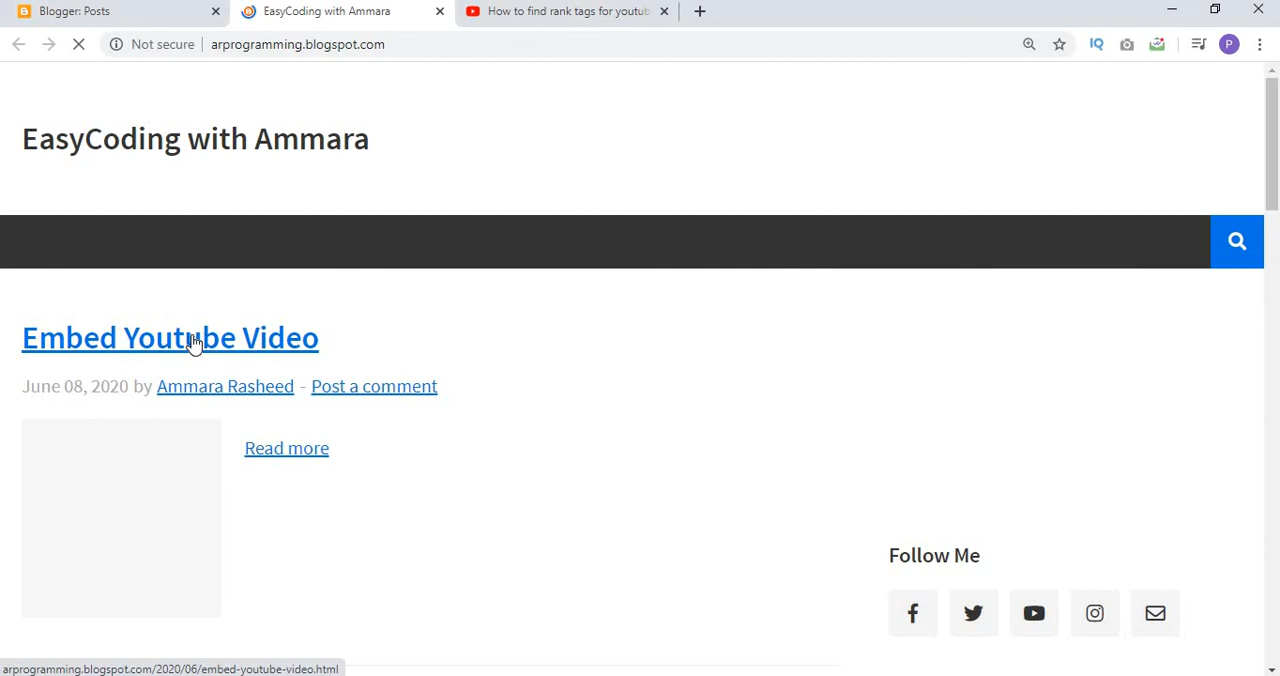 Blogger: Posts
EasyCoding with Ammara
How to find rank tags for youtub
Not secure
arprogramming.blogspot.com
IQ
P
EasyCoding with Ammara
Embed Youtube Video
June 08, 2020 by Ammara Rasheed - Post a comment
Read more
Follow Me
arprogramming.blogspot.com/2020/06/embed-youtube-video.html